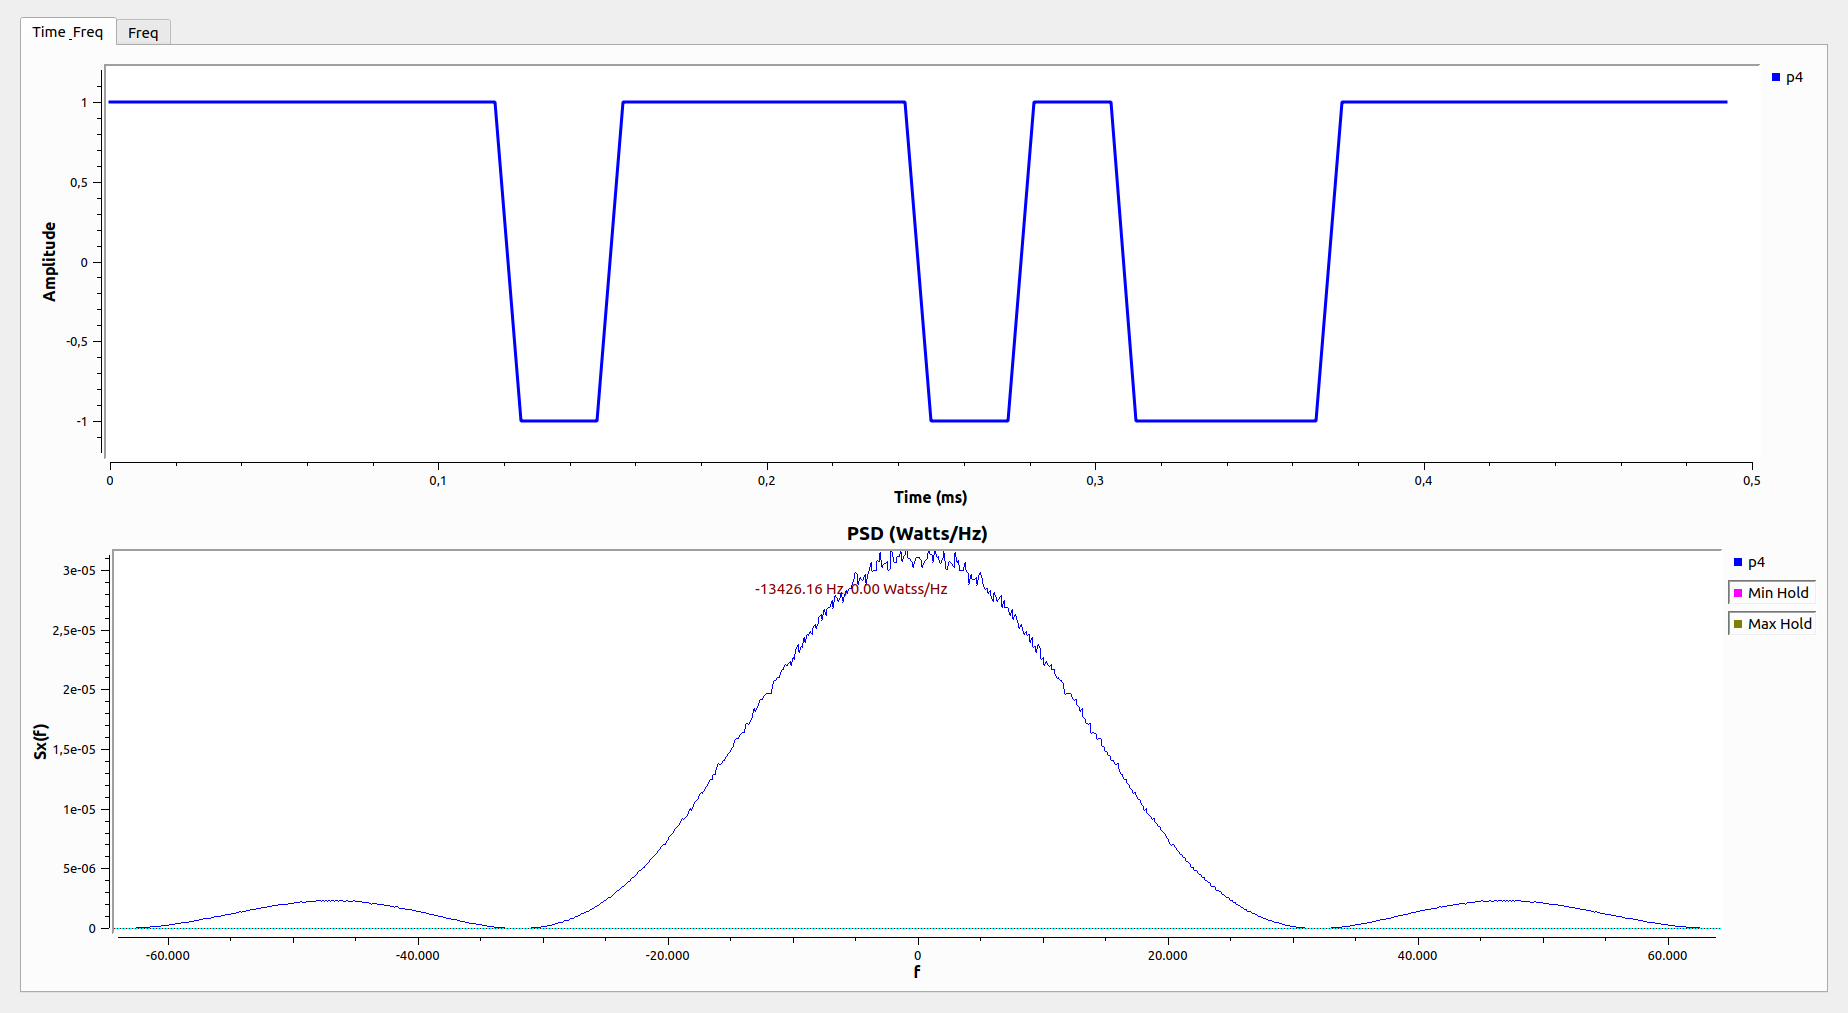 Time_Freq Freq
p4
1
0,5
0
-0,5
-1
Amplitude
0 0,1 0,2 0,3 0,4 0,5
Time (ms)
PSD (Watts/Hz)
p4
Min Hold
Max Hold
-13426.16 Hz, 0.00 Watss/Hz
3e-05
2,5e-05
2e-05
1,5e-05
1e-05
5e-06
0
Sx(f)
-60.000 -40.000 -20.000 0 20.000 40.000 60.000
f